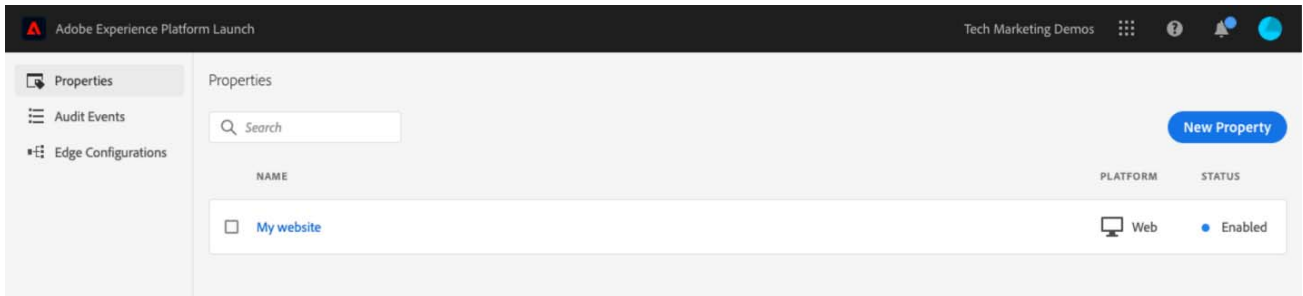 Adobe Experience Platform Launch Tech Marketing Demos
Properties
Audit Events
Edge Configurations
Properties
Search
New Property
NAME PLATFORM STATUS
My website Web Enabled